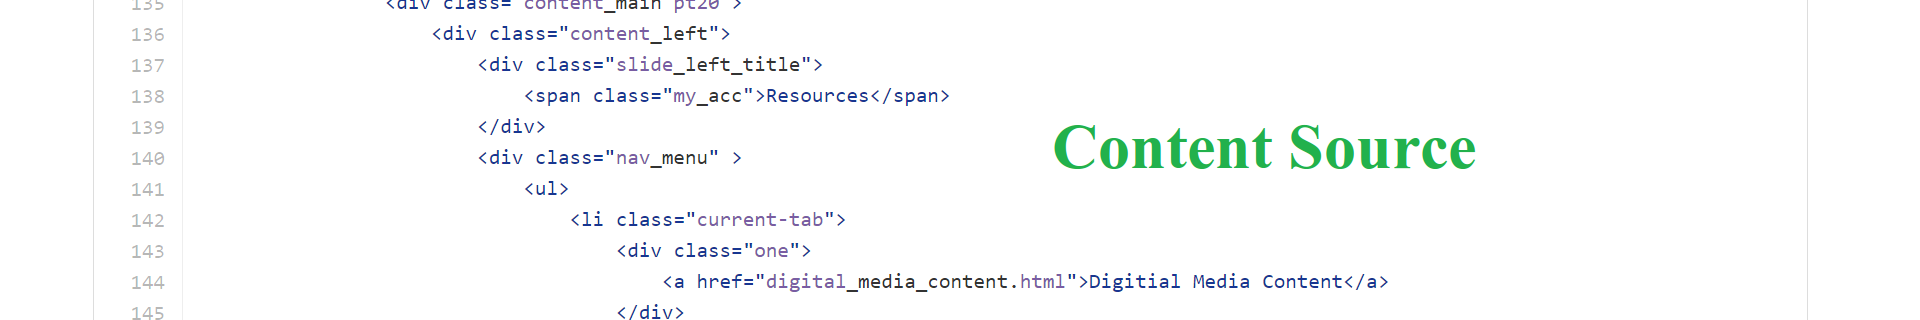 135 <div class="content_main pt20">
136 <div class="content_left">
137 <div class="slide_left_title">
138 <span class="my_acc">Resources</span>
139 </div>
140 <div class="nav_menu" >
141 <ul>
142 <li class="current-tab">
143 <div class="one">
144 <a href="digital_media_content.html">Digitial Media Content</a>
145 </div>
Content Source